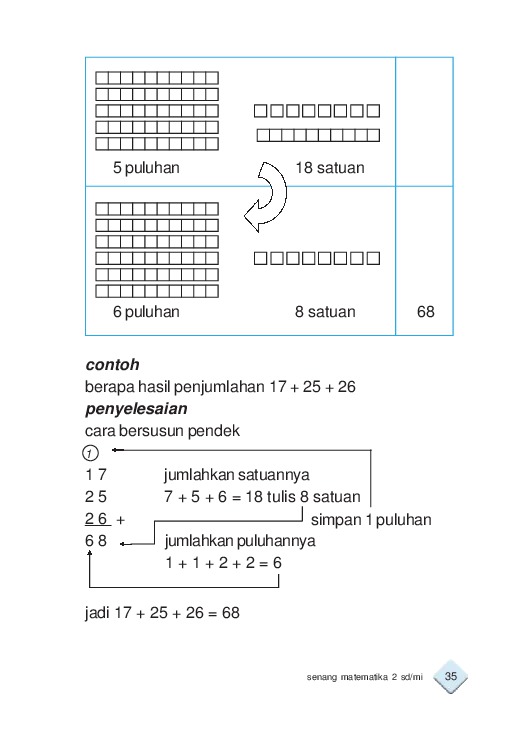 5 puluhan 18 satuan
6 puluhan 8 satuan 68
contoh
berapa hasil penjumlahan 17 + 25 + 26
penyelesaian
cara bersusun pendek
1
1 7 jumlahkan satuannya
2 5 7 + 5 + 6 = 18 tulis 8 satuan
2 6 + simpan 1 puluhan
6 8 jumlahkan puluhannya
1 + 1 + 2 + 2 = 6
jadi 17 + 25 + 26 = 68
senang matematika 2 sd/mi 35